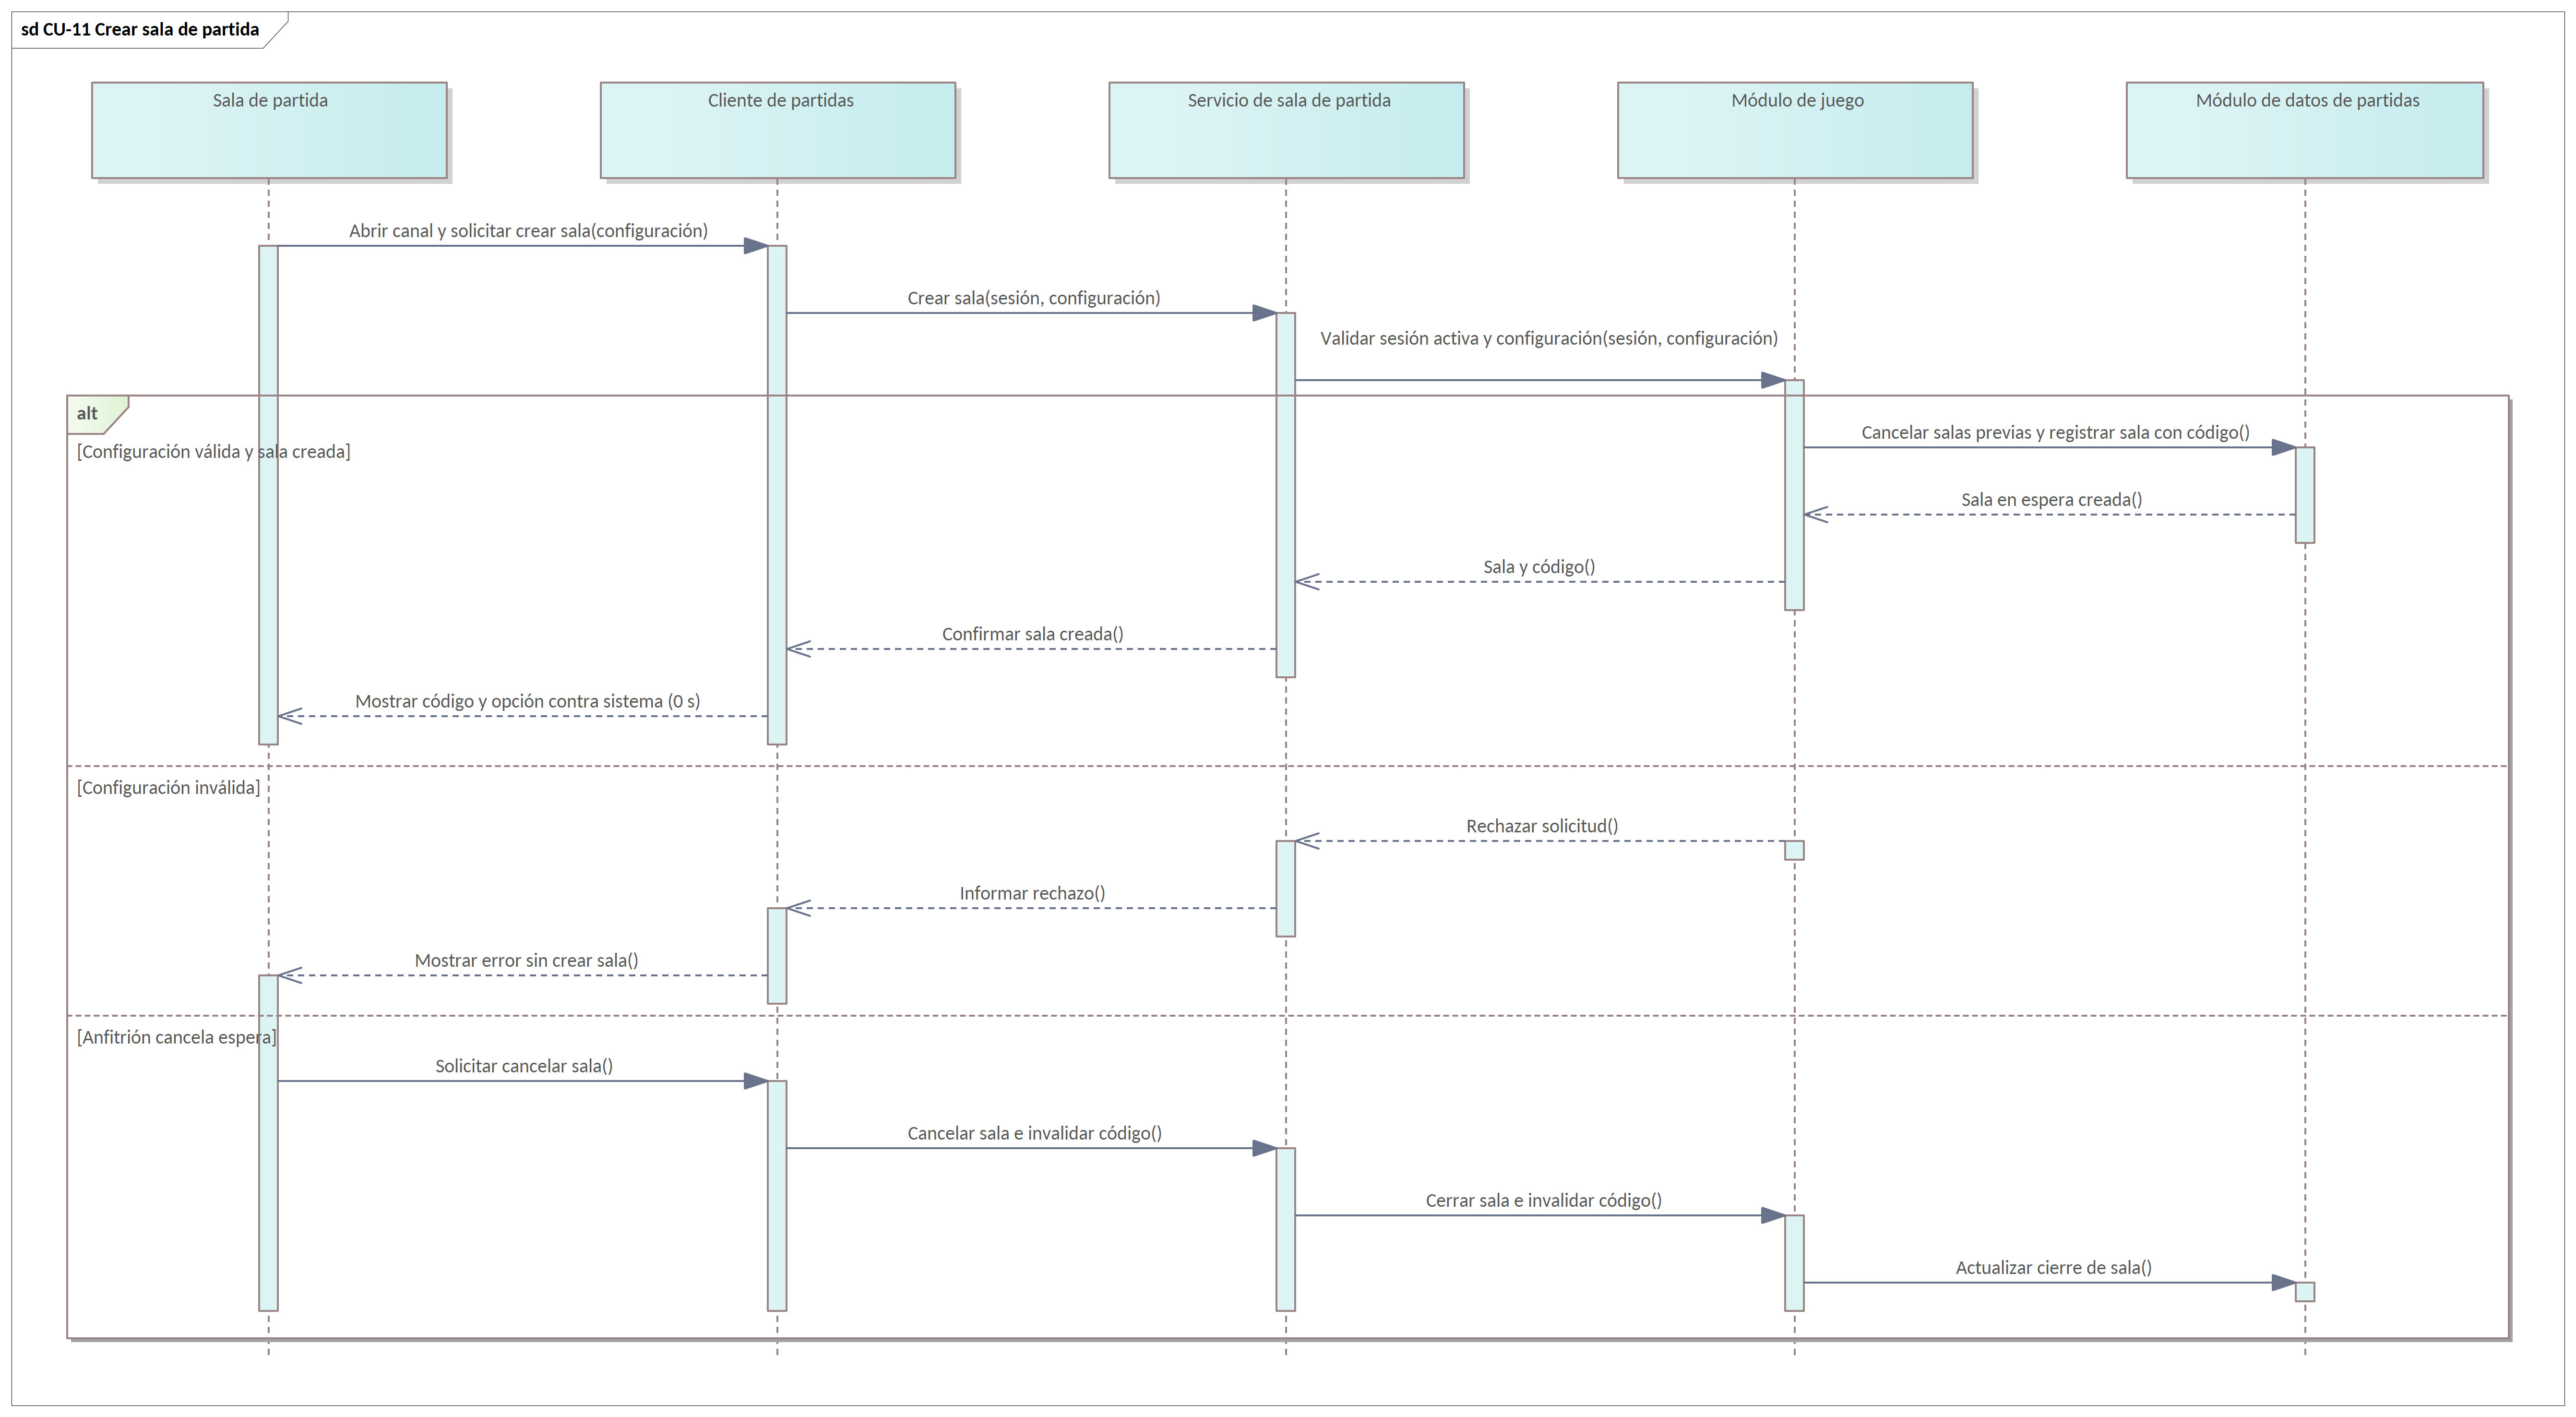 sd CU-11 Crear sala de partida
Sala de partida
Cliente de partidas
Servicio de sala de partida
Módulo de juego
Módulo de datos de partidas
Abrir canal y solicitar crear sala(configuración)
Crear sala(sesión, configuración)
Validar sesión activa y configuración(sesión, configuración)
alt
[Configuración válida y sala creada]
Cancelar salas previas y registrar sala con código()
Sala en espera creada()
Sala y código()
Confirmar sala creada()
Mostrar código y opción contra sistema (0 s)
[Configuración inválida]
Rechazar solicitud()
Informar rechazo()
Mostrar error sin crear sala()
[Anfitrión cancela espera]
Solicitar cancelar sala()
Cancelar sala e invalidar código()
Cerrar sala e invalidar código()
Actualizar cierre de sala()